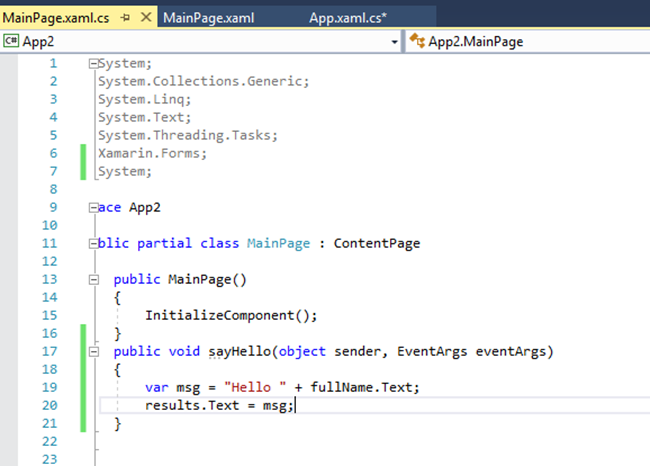 MainPage.xaml.cs MainPage.xaml App.xaml.cs*
C# App2 App2.MainPage
1 System;
2 System.Collections.Generic;
3 System.Linq;
4 System.Text;
5 System.Threading.Tasks;
6 Xamarin.Forms;
7 System;
8
9 ace App2
10
11 blic partial class MainPage : ContentPage
12
13 public MainPage()
14 {
15 InitializeComponent();
16 }
17 public void sayHello(object sender, EventArgs eventArgs)
18 {
19 var msg = "Hello " + fullName.Text;
20 results.Text = msg;
21 }
22
23